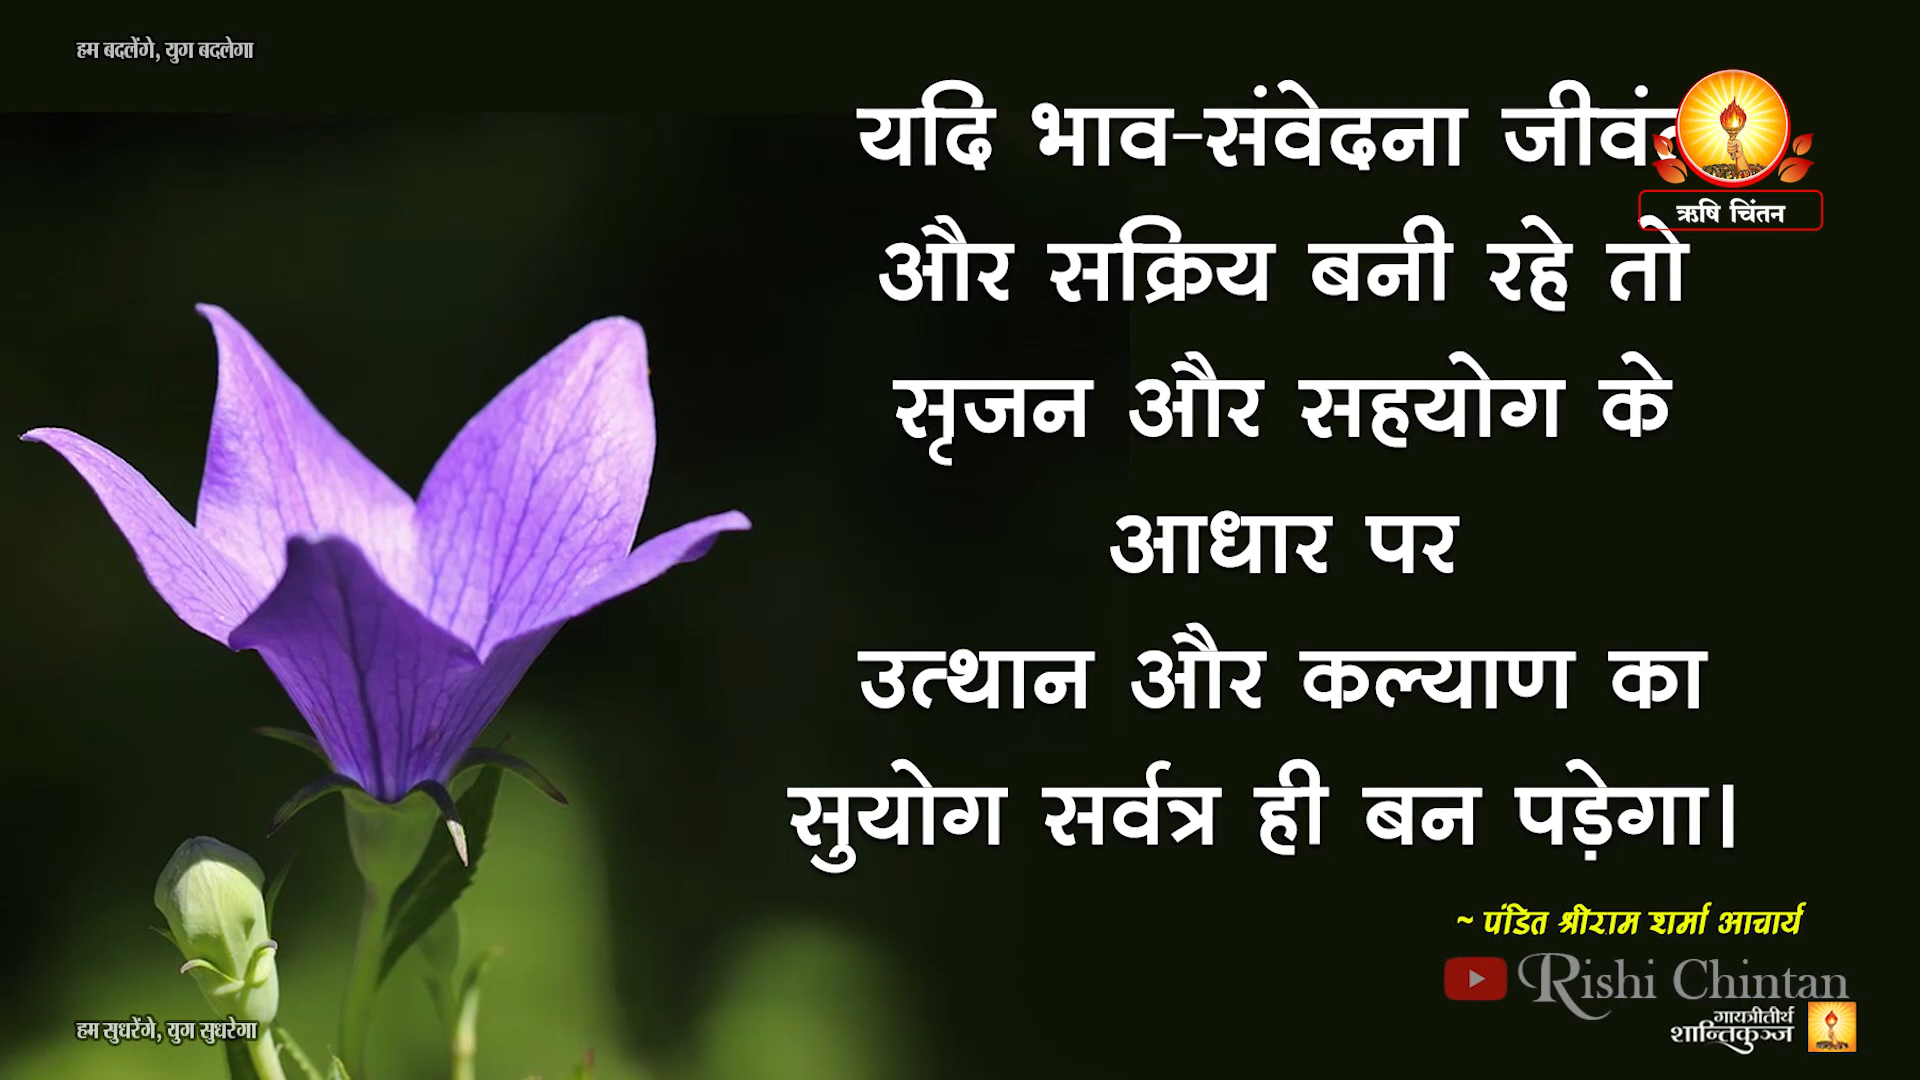 हम बदलेंगे, युग बदलेगा
यदि भाव-संवेदना
ऋषि चिंतन
और सक्रिय बनी रहे तो
सृजन और सहयोग के
आधार पर
उत्थान और कल्याण का
सुयोग सर्वत्र ही बन पड़ेगा।
~ पंडित श्रीराम शर्मा आचार्य
Rishi Chintan
गायत्रीतीर्थ
शान्तिकुञ्ज
हम सुधरेंगे, युग सुधरेगा